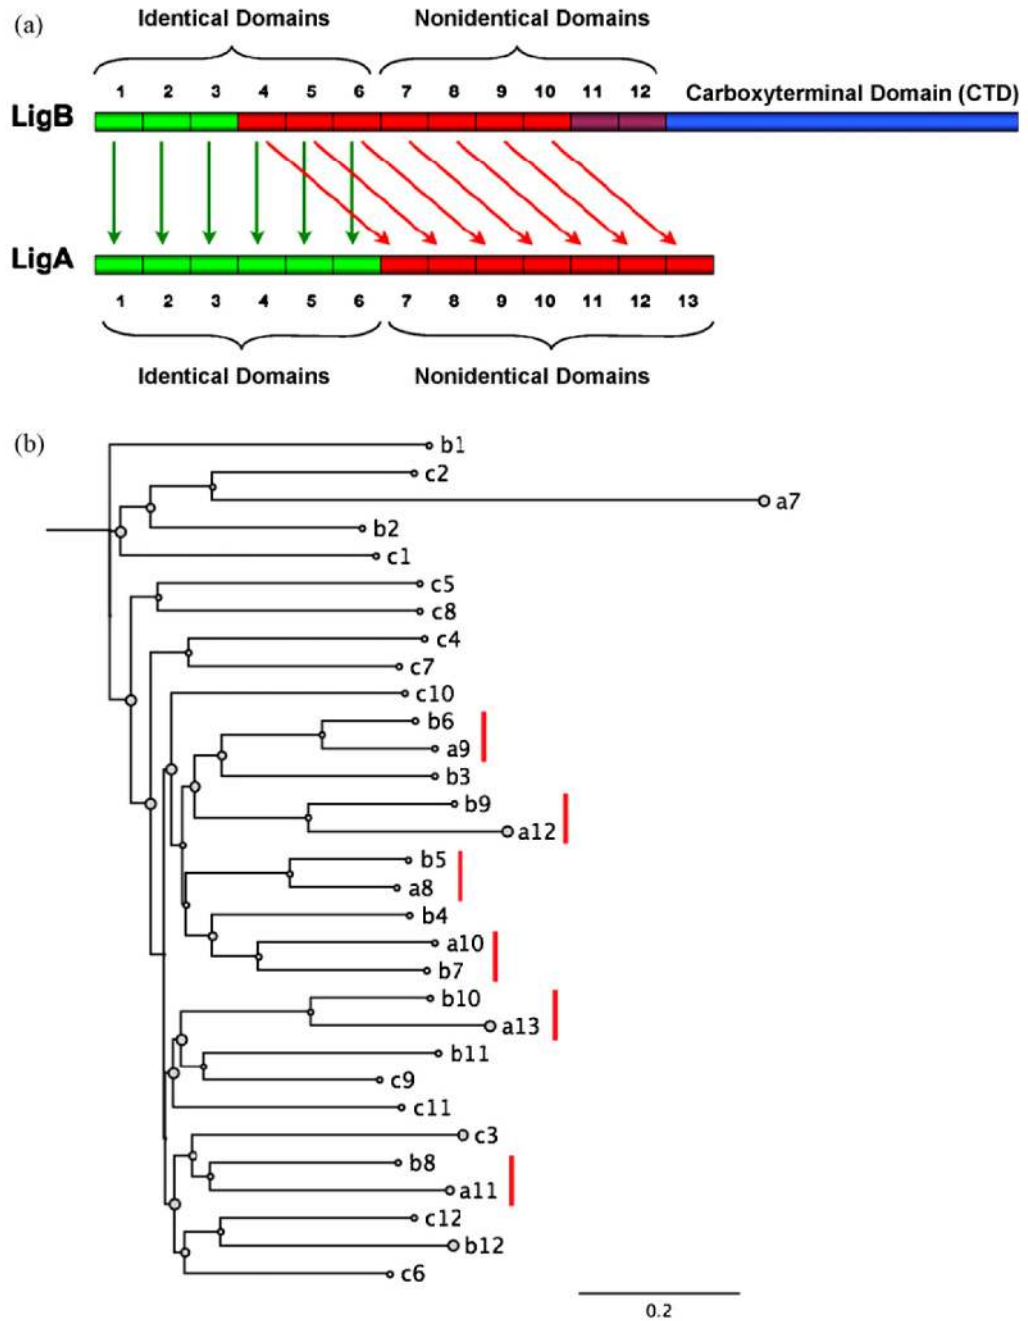 (a)
Identical Domains Nonidentical Domains
1 2 3 4 5 6 7 8 9 10 11 12 Carboxyterminal Domain (CTD)
LigB
LigA
1 2 3 4 5 6 7 8 9 10 11 12 13
Identical Domains Nonidentical Domains
(b)
b1
c2
a7
b2
c1
c5
c8
c4
c7
c10
b6
a9
b3
b9
a12
b5
a8
b4
a10
b7
b10
a13
b11
c9
c11
c3
b8
a11
c12
b12
c6
0.2